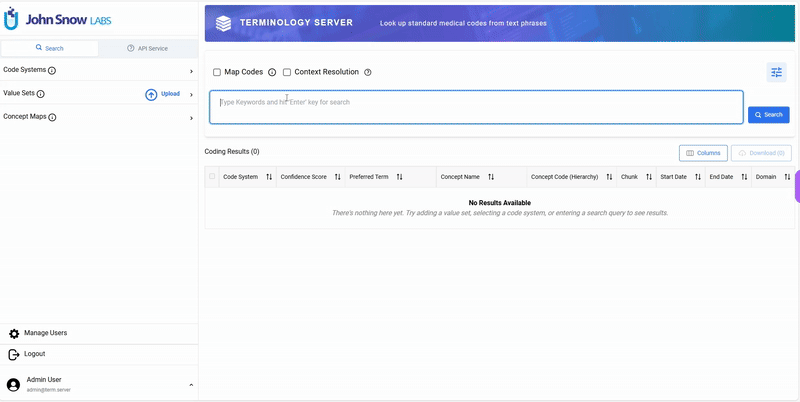 John Snow LABS
Search
API Service
Code Systems
Value Sets
Upload
Concept Maps
Manage Users
Logout
Admin User
admin@term.server
TERMINOLOGY SERVER
Look up standard medical codes from text phrases
Map Codes
Context Resolution
Type Keywords and hit 'Enter' key for search
Search
Coding Results (0)
Columns
Download (0)
Code System
Confidence Score
Preferred Term
Concept Name
Concept Code (Hierarchy)
Chunk
Start Date
End Date
Domain
No Results Available
There's nothing here yet. Try adding a value set, selecting a code system, or entering a search query to see results.